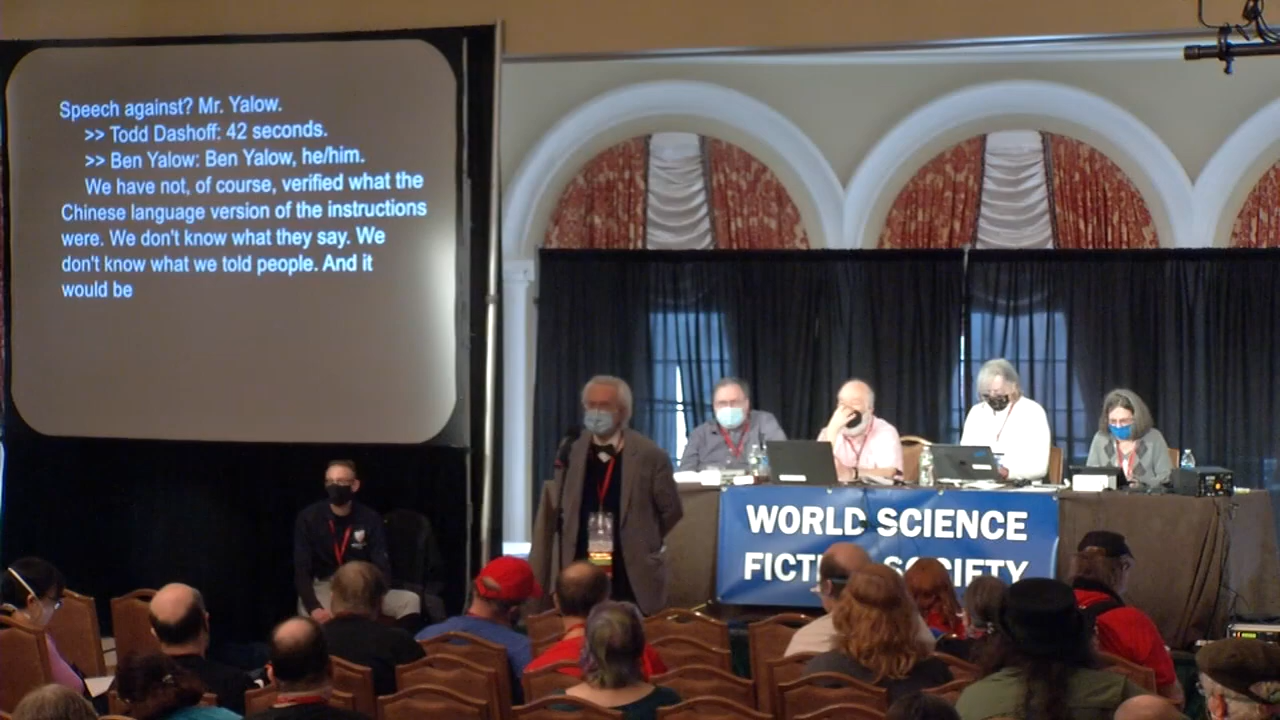 Speech against? Mr. Yalow.
>> Todd Dashoff: 42 seconds.
>> Ben Yalow: Ben Yalow, he/him.
We have not, of course, verified what the
Chinese language version of the instructions
were. We don't know what they say. We
don't know what we told people. And it
would be
WORLD SCIENCE
FICTION SOCIETY